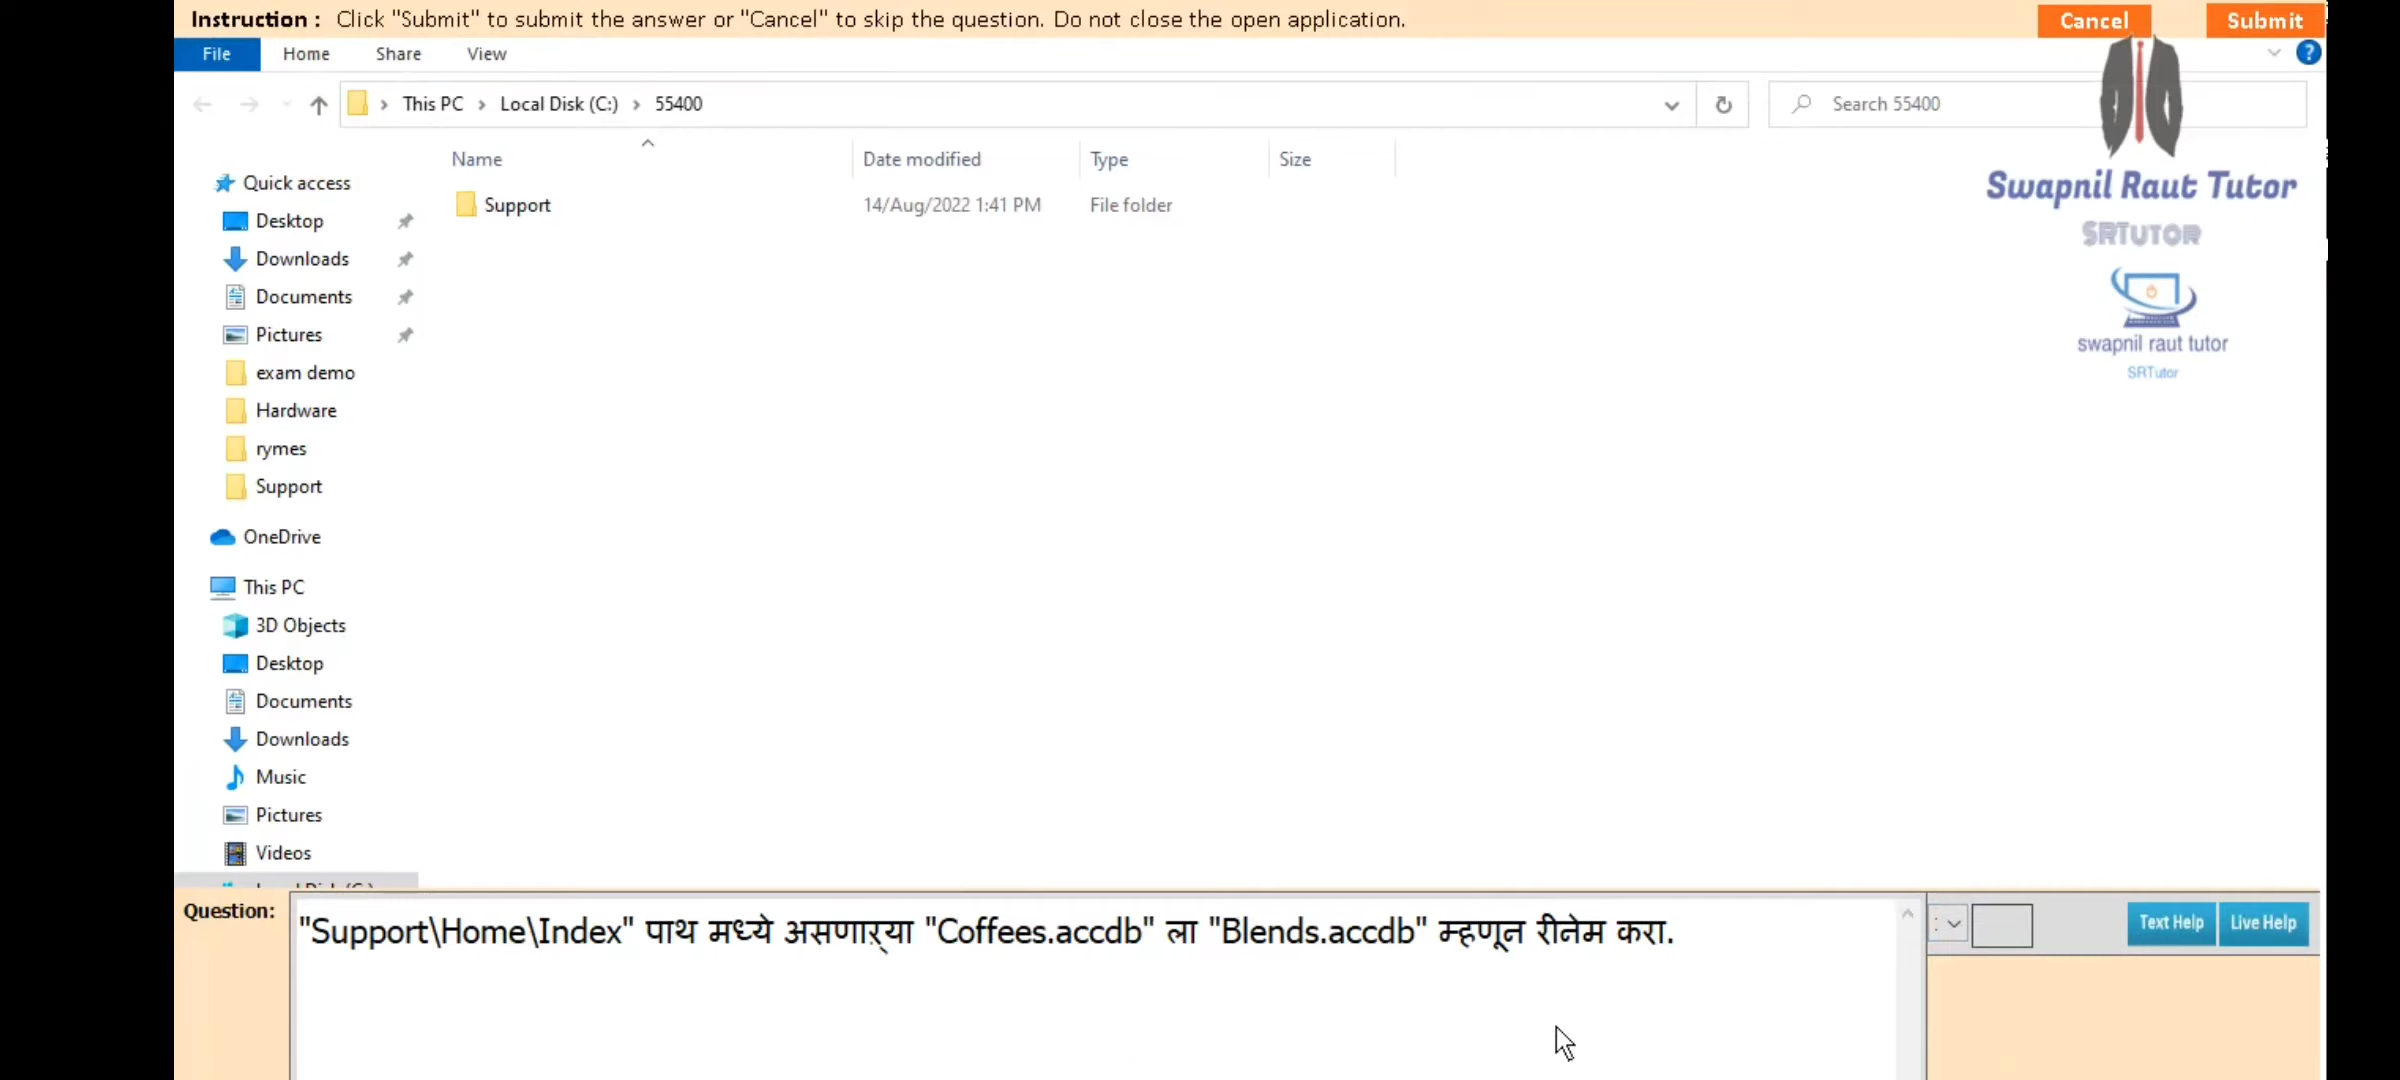 Instruction : Click "Submit" to submit the answer or "Cancel" to skip the question. Do not close the open application.
Cancel
Submit
File Home Share View
?
This PC Local Disk (C:) 55400
Search 55400
Name Date modified Type Size
Support 14/Aug/2022 1:41 PM File folder
Swapnil Raut Tutor
SRTUTOR
swapnil raut tutor
SRTutor
Quick access
Desktop
Downloads
Documents
Pictures
exam demo
Hardware
rymes
Support
OneDrive
This PC
3D Objects
Desktop
Documents
Downloads
Music
Pictures
Videos
Question:
"Support\Home\Index" पाथ मध्ये असणाऱ्या "Coffees.accdb" ला "Blends.accdb" म्हणून रीनेम करा.
Text Help
Live Help